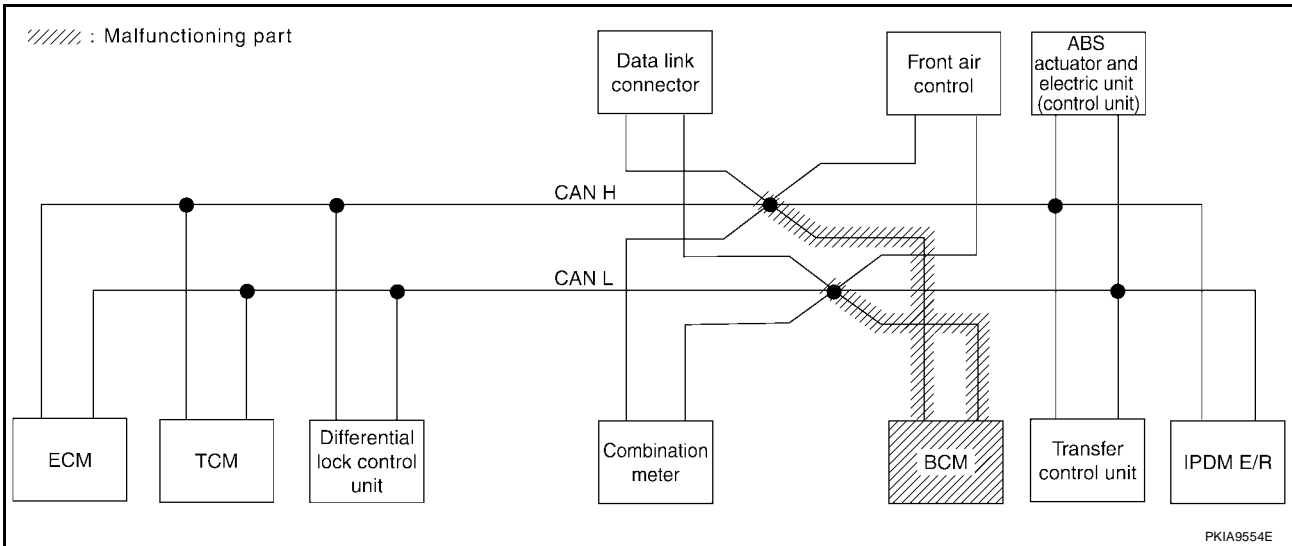 : Malfunctioning part
Data link
connector
Front air
control
ABS
actuator and
electric unit
(control unit)
CAN H
CAN L
ECM
TCM
Differential
lock control
unit
Combination
meter
BCM
Transfer
control unit
IPDM E/R
PKIA9554E